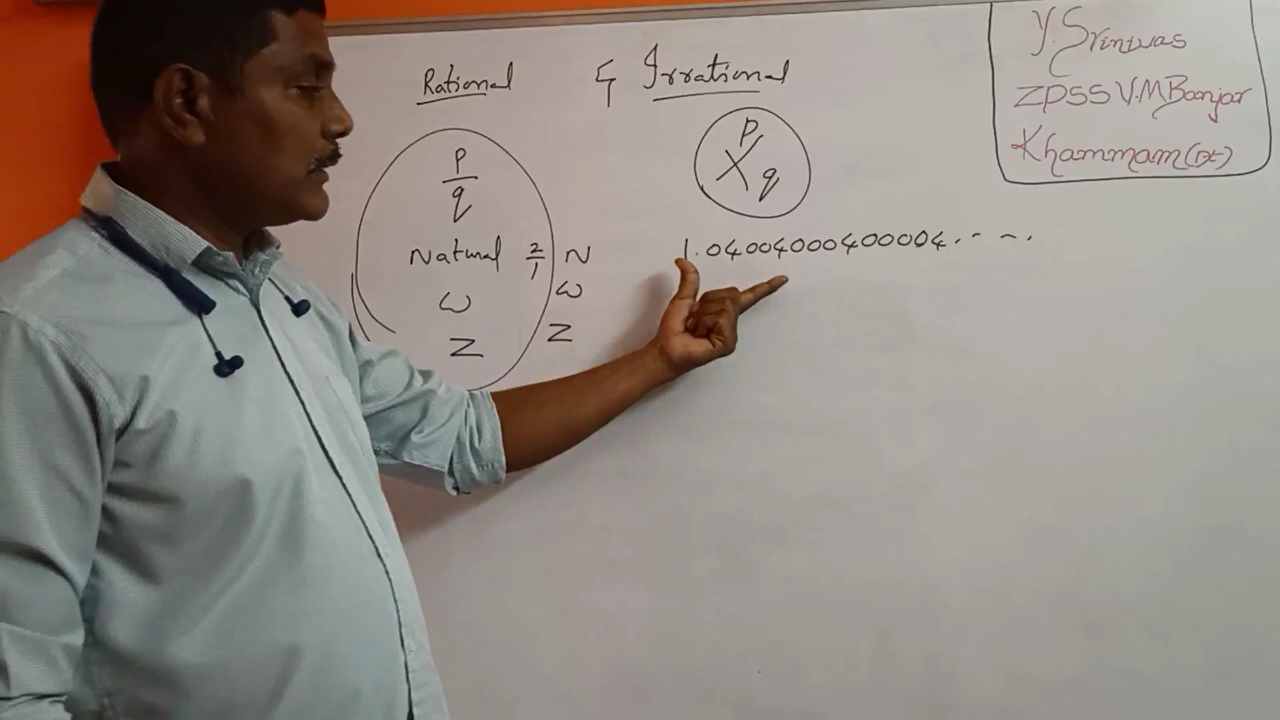 Rational & Irrational
P
q
Natural 2/1 N
W W
Z Z
P
q
1.04004000400004.....
Y. Srinivas
ZPSS V.M Banjar
Khammam (Dt)